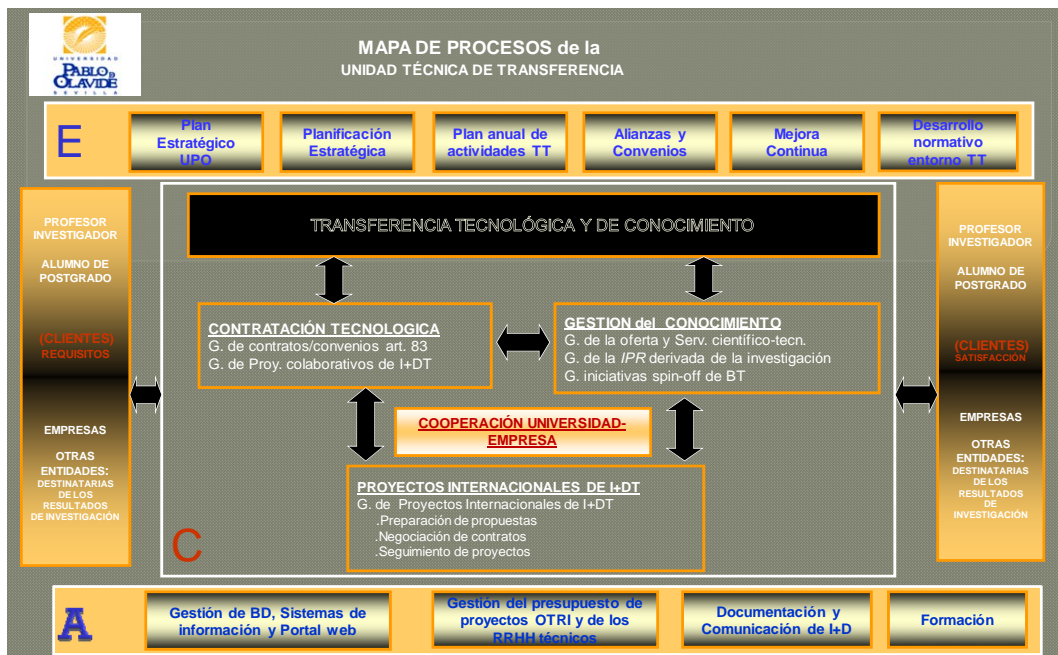 UNIVERSIDAD
PABLO DE
OLAVIDE
SEVILLA
MAPA DE PROCESOS de la
UNIDAD TÉCNICA DE TRANSFERENCIA
E
Plan
Estratégico
UPO
Planificación
Estratégica
Plan anual de
actividades TT
Alianzas y
Convenios
Mejora
Continua
Desarrollo
normativo
entorno TT
PROFESOR
INVESTIGADOR
ALUMNO DE
POSTGRADO
(CLIENTES)
REQUISITOS
EMPRESAS
OTRAS
ENTIDADES:
DESTINATARIAS
DE LOS
RESULTADOS
DE INVESTIGACIÓN
TRANSFERENCIA TECNOLÓGICA Y DE CONOCIMIENTO
CONTRATACIÓN TECNOLOGICA
G. de contratos/convenios art. 83
G. de Proy. colaborativos de I+DT
GESTION del CONOCIMIENTO
G. de la oferta y Serv. científico-tecn.
G. de la IPR derivada de la investigación
G. iniciativas spin-off de BT
COOPERACIÓN UNIVERSIDAD-
EMPRESA
PROYECTOS INTERNACIONALES DE I+DT
G. de Proyectos Internacionales de I+DT
.Preparación de propuestas
.Negociación de contratos
.Seguimiento de proyectos
C
PROFESOR
INVESTIGADOR
ALUMNO DE
POSTGRADO
(CLIENTES)
SATISFACCIÓN
EMPRESAS
OTRAS
ENTIDADES:
DESTINATARIAS
DE LOS
RESULTADOS
DE
INVESTIGACIÓN
A
Gestión de BD, Sistemas de
información y Portal web
Gestión del presupuesto de
proyectos OTRI y de los
RRHH técnicos
Documentación y
Comunicación de I+D
Formación